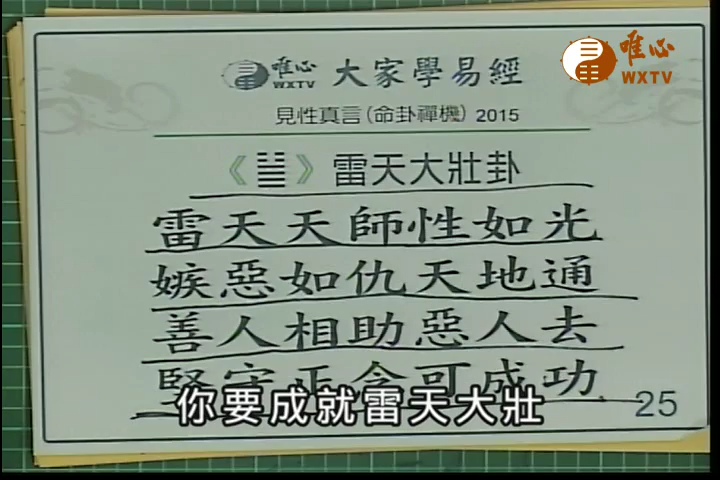 唯心
WXTV
唯心
WXTV
大家學易經
見性真言(命卦禪機) 2015
《䷡》雷天大壯卦
雷天天師性如光
嫉惡如仇天地通
善人相助惡人去
堅守正念可成功
25
你要成就雷天大壯